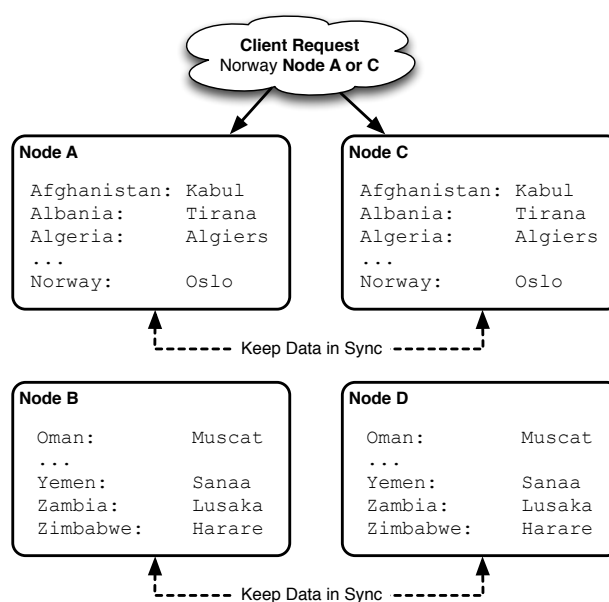 Client Request
Norway Node A or C
Node A
Afghanistan: Kabul
Albania: Tirana
Algeria: Algiers
...
Norway: Oslo
Node C
Afghanistan: Kabul
Albania: Tirana
Algeria: Algiers
...
Norway: Oslo
Keep Data in Sync
Node B
Oman: Muscat
...
Yemen: Sanaa
Zambia: Lusaka
Zimbabwe: Harare
Node D
Oman: Muscat
...
Yemen: Sanaa
Zambia: Lusaka
Zimbabwe: Harare
Keep Data in Sync